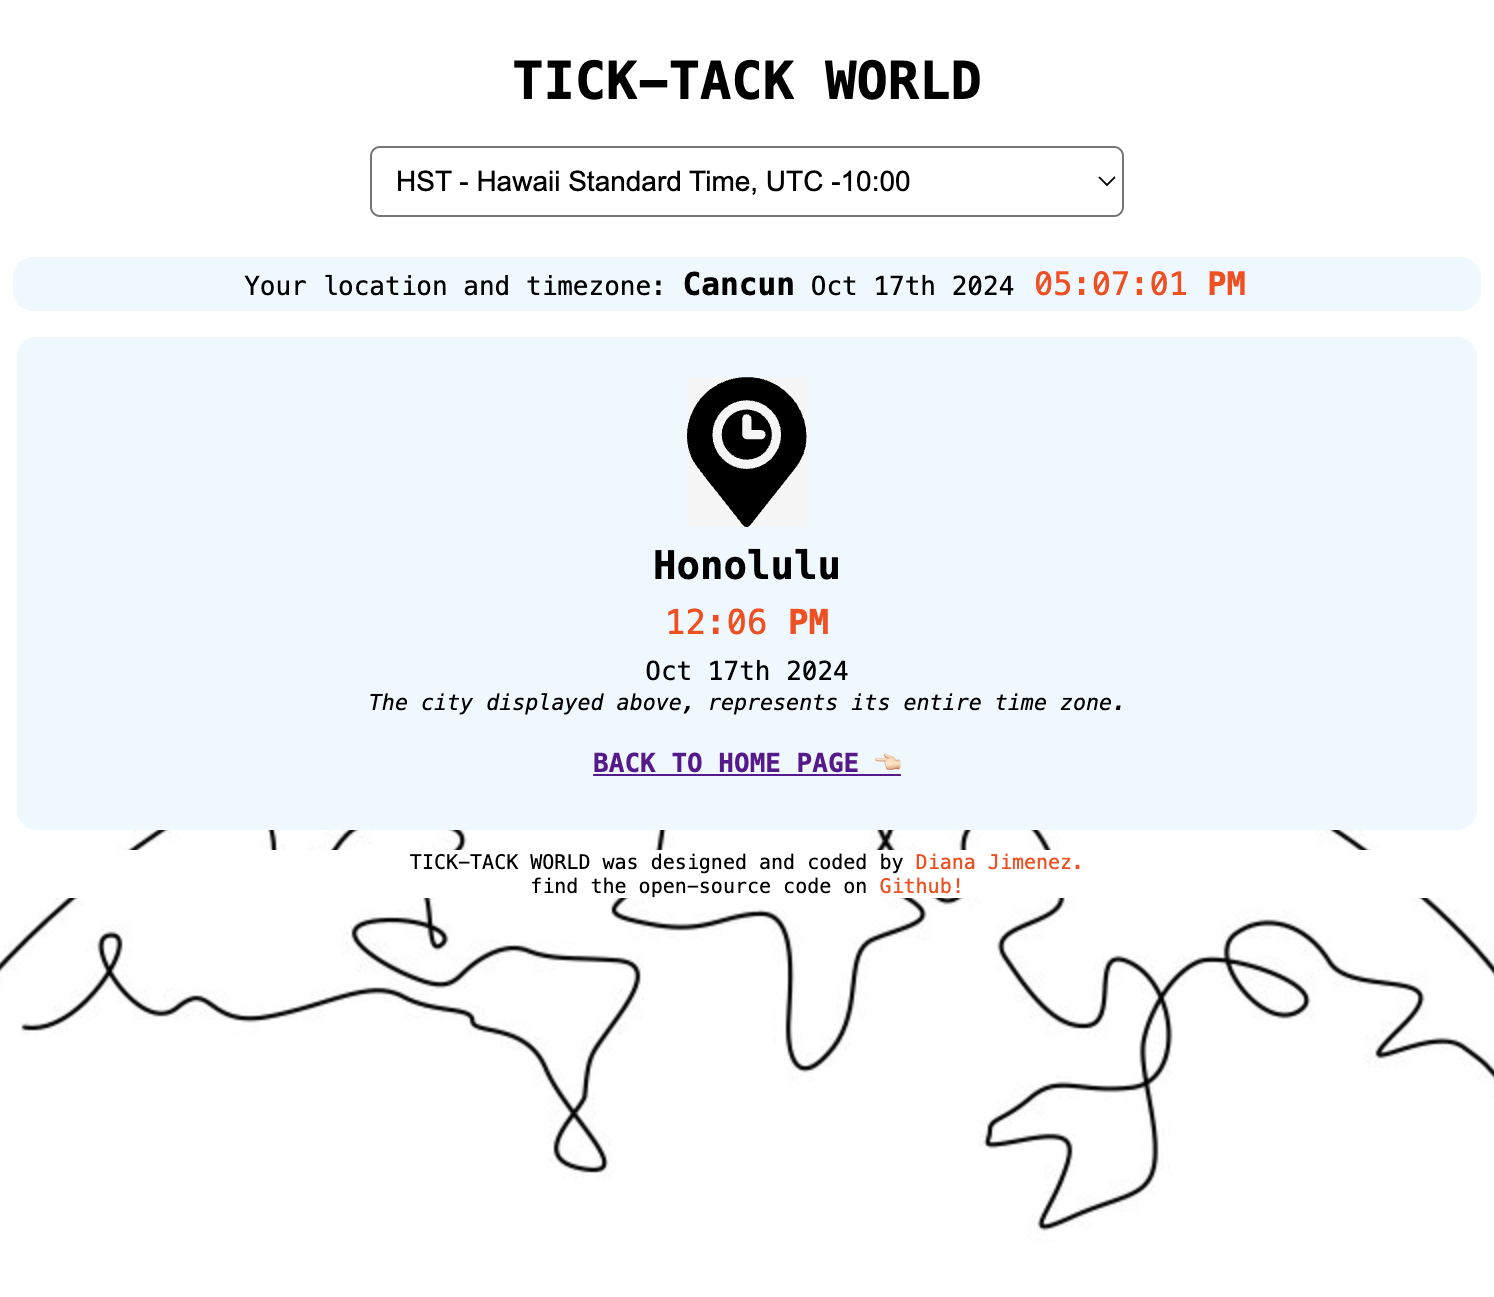 TICK-TACK WORLD
HST - Hawaii Standard Time, UTC -10:00
Your location and timezone: Cancun Oct 17th 2024 05:07:01 PM
Honolulu
12:06 PM
Oct 17th 2024
The city displayed above, represents its entire time zone.
BACK TO HOME PAGE 👈🏻
TICK-TACK WORLD was designed and coded by Diana Jimenez.
find the open-source code on Github!